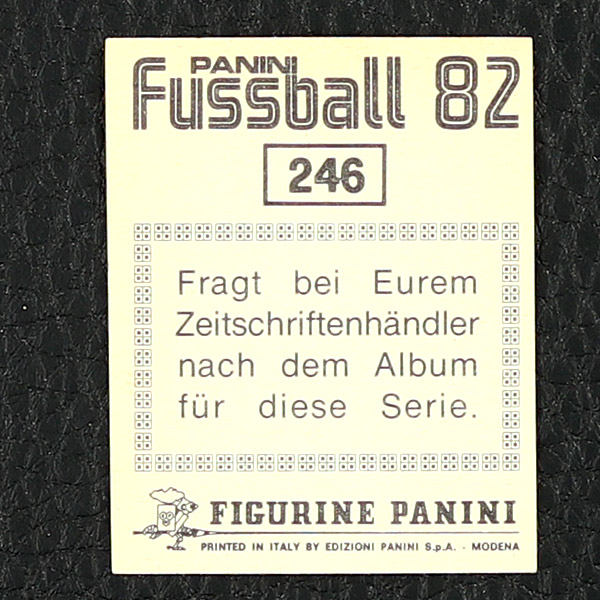 PANINI
Fussball 82
246
Fragt bei Eurem
Zeitschriftenhändler
nach dem Album
für diese Serie.
FIGURINE PANINI
PRINTED IN ITALY BY EDIZIONI PANINI S.p.A. - MODENA